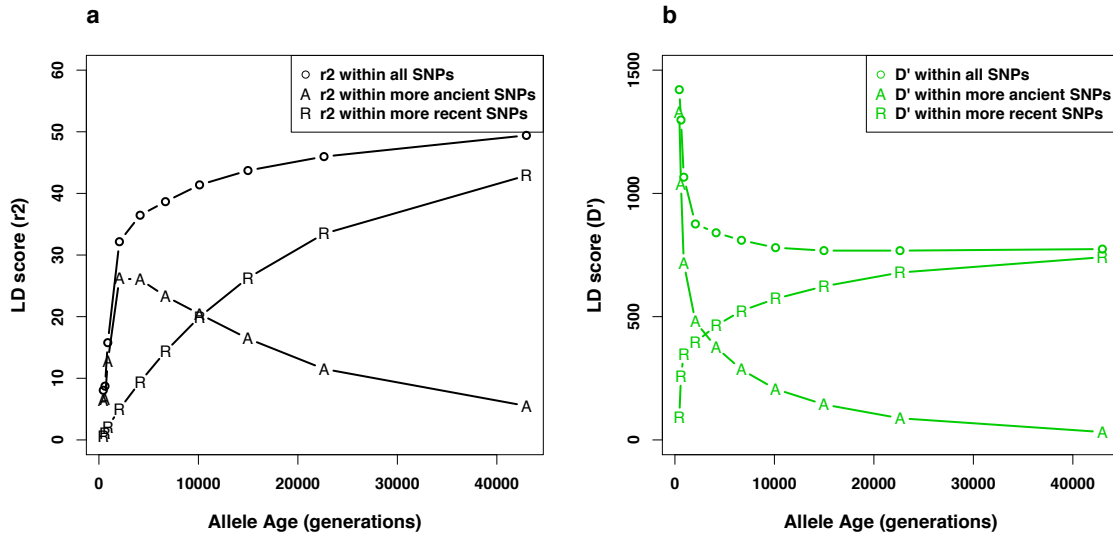 a
r2 within all SNPs
A r2 within more ancient SNPs
R r2 within more recent SNPs
LD score (r2)
60
50
40
30
20
10
0
0 10000 20000 30000 40000
Allele Age (generations)
b
D' within all SNPs
A D' within more ancient SNPs
R D' within more recent SNPs
LD score (D')
1500
1000
500
0
0 10000 20000 30000 40000
Allele Age (generations)